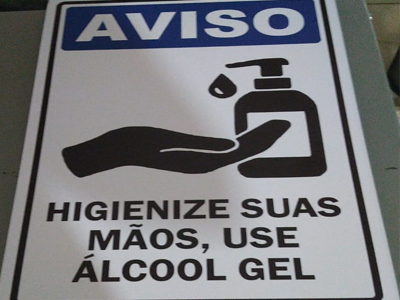 AVISO
HIGIENIZE SUAS
MÃOS, USE
ÁLCOOL GEL